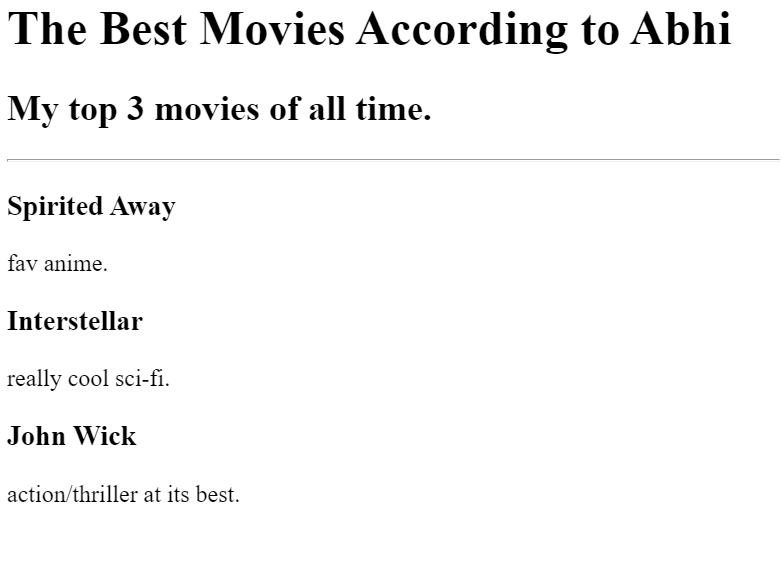 The Best Movies According to Abhi
My top 3 movies of all time.
Spirited Away
fav anime.
Interstellar
really cool sci-fi.
John Wick
action/thriller at its best.